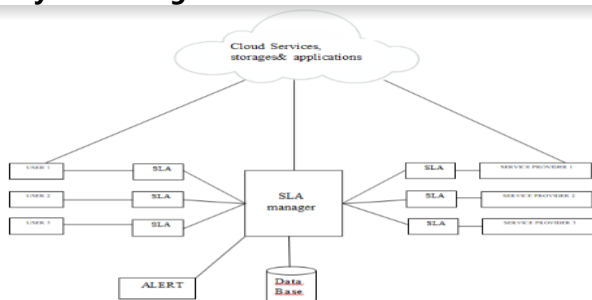 Cloud Services,
storages& applications
USER 1
SLA
SLA
SERVICE PROVIDER 1
USER 2
SLA
SLA
SERVICE PROVIDER 2
SLA
manager
USER 3
SLA
SLA
SERVICE PROVIDER 3
ALERT
Data
Base